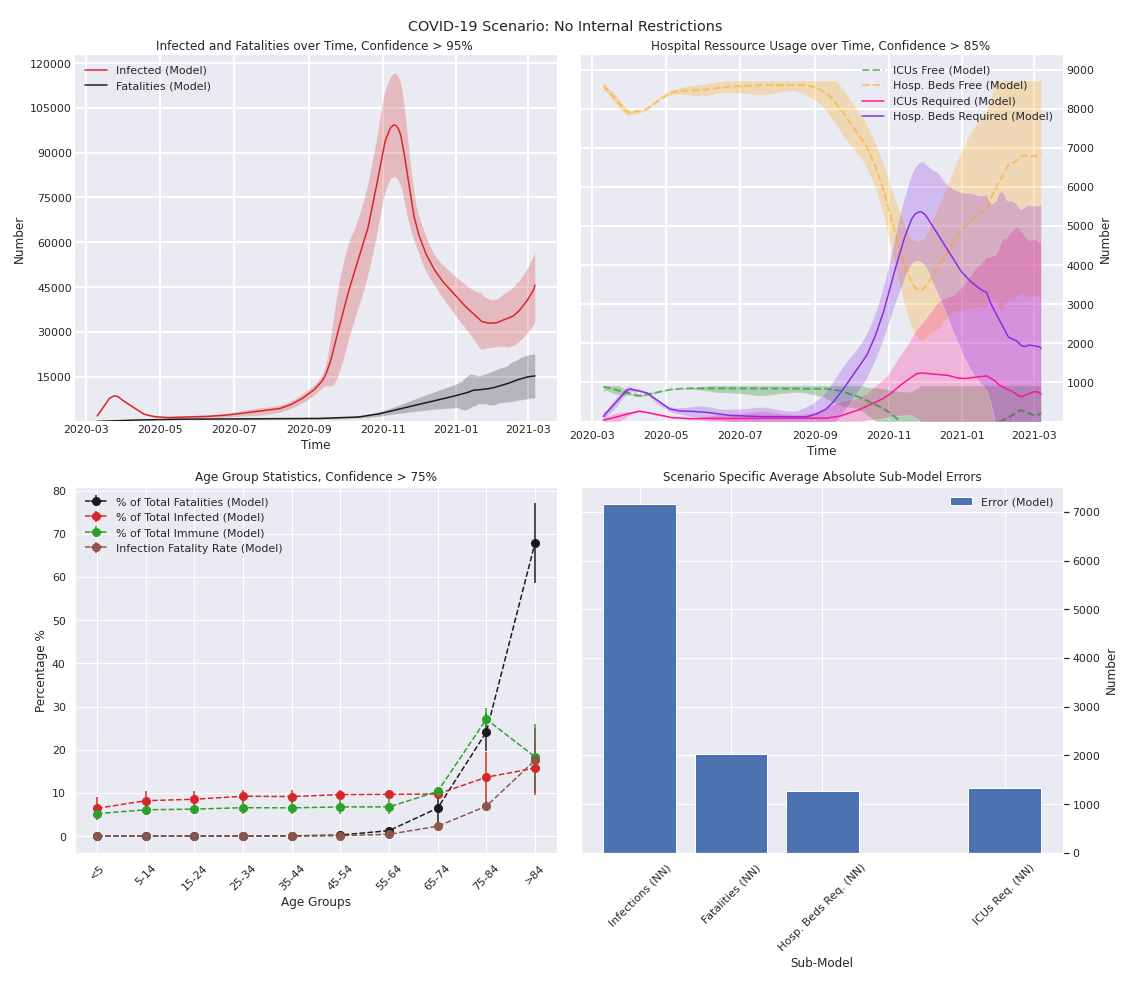 COVID-19 Scenario: No Internal Restrictions
Infected and Fatalities over Time, Confidence > 95%
120000
105000
90000
75000
60000
45000
30000
15000
Number
Infected (Model)
Fatalities (Model)
2020-03 2020-05 2020-07 2020-09 2020-11 2021-01 2021-03
Time
Hospital Ressource Usage over Time, Confidence > 85%
ICUs Free (Model)
Hosp. Beds Free (Model)
ICUs Required (Model)
Hosp. Beds Required (Model)
9000
8000
7000
6000
5000
4000
3000
2000
1000
Number
2020-03 2020-05 2020-07 2020-09 2020-11 2021-01 2021-03
Time
Age Group Statistics, Confidence > 75%
80
70
60
50
40
30
20
10
0
Percentage %
% of Total Fatalities (Model)
% of Total Infected (Model)
% of Total Immune (Model)
Infection Fatality Rate (Model)
<5 5-14 15-24 25-34 35-44 45-54 55-64 65-74 75-84 >84
Age Groups
Scenario Specific Average Absolute Sub-Model Errors
Error (Model)
7000
6000
5000
4000
3000
2000
1000
0
Number
Infections (NN)
Fatalities (NN)
Hosp. Beds Req. (NN)
ICUs Req. (NN)
Sub-Model